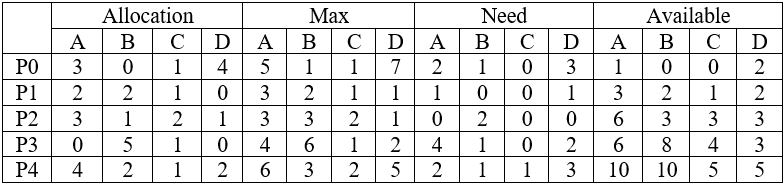 Allocation Max Need Available
A B C D A B C D A B C D A B C D
P0 3 0 1 4 5 1 1 7 2 1 0 3 1 0 0 2
P1 2 2 1 0 3 2 1 1 1 0 0 1 3 2 1 2
P2 3 1 2 1 3 3 2 1 0 2 0 0 6 3 3 3
P3 0 5 1 0 4 6 1 2 4 1 0 2 6 8 4 3
P4 4 2 1 2 6 3 2 5 2 1 1 3 10 10 5 5